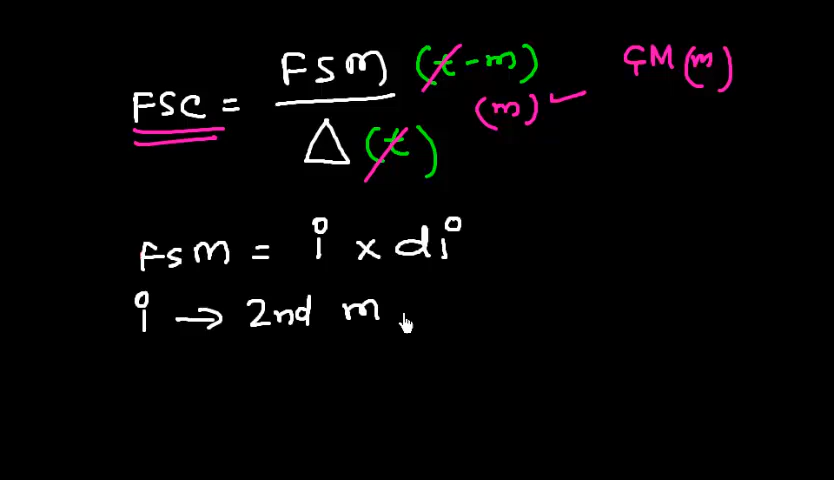 FSC = FSM (t-m) / Δ (t) (m) ✓ GM (m)
FSM = i x di
i → 2nd m